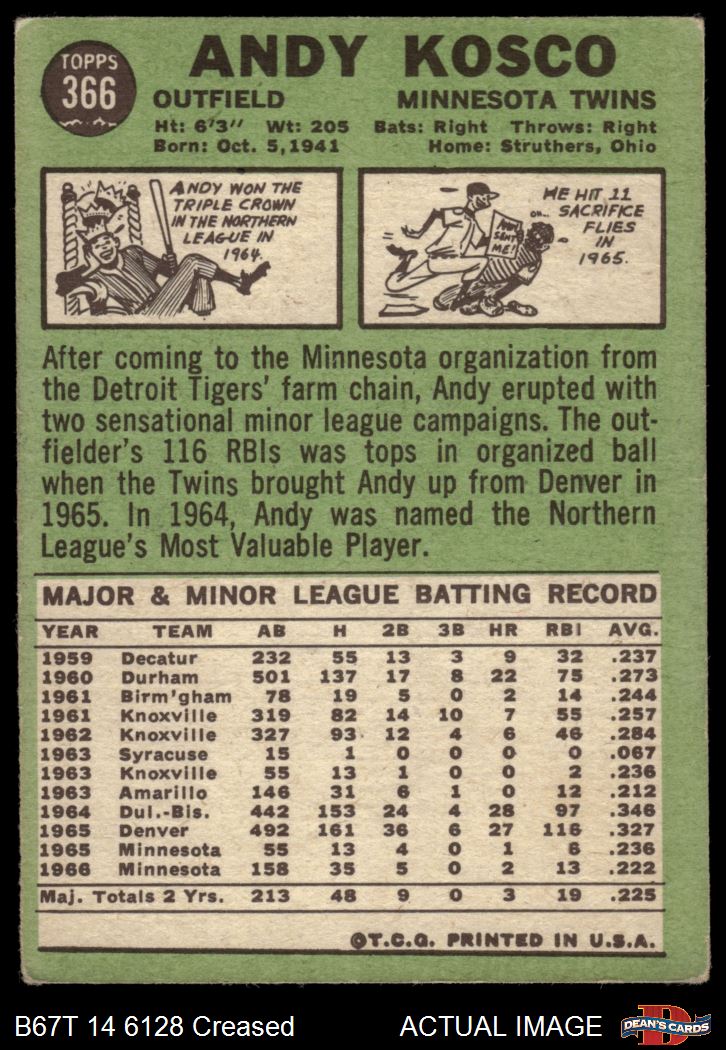 TOPPS
366
ANDY KOSCO
OUTFIELD MINNESOTA TWINS
Ht: 6'3" Wt: 205 Bats: Right Throws: Right
Born: Oct. 5, 1941 Home: Struthers, Ohio
ANDY WON THE
TRIPLE CROWN
IN THE NORTHERN
LEAGUE IN
1964.
HE HIT 11
SACRIFICE
FLIES
IN
1965.
OH...
ANDY
SENT
ME!
After coming to the Minnesota organization from
the Detroit Tigers' farm chain, Andy erupted with
two sensational minor league campaigns. The out-
fielder's 116 RBIs was tops in organized ball
when the Twins brought Andy up from Denver in
1965. In 1964, Andy was named the Northern
League's Most Valuable Player.
MAJOR & MINOR LEAGUE BATTING RECORD
YEAR TEAM AB H 2B 3B HR RBI AVG.
1959 Decatur 232 55 13 3 9 32 .237
1960 Durham 501 137 17 8 22 75 .273
1961 Birm'gham 78 19 5 0 2 14 .244
1961 Knoxville 319 82 14 10 7 55 .257
1962 Knoxville 327 93 12 4 6 46 .284
1963 Syracuse 15 1 0 0 0 0 .067
1963 Knoxville 55 13 1 0 0 2 .236
1963 Amarillo 146 31 6 1 0 12 .212
1964 Dul.-Bis. 442 153 24 4 28 97 .346
1965 Denver 492 161 36 6 27 116 .327
1965 Minnesota 55 13 4 0 1 6 .236
1966 Minnesota 158 35 5 0 2 13 .222
Maj. Totals 2 Yrs. 213 48 9 0 3 19 .225
©T.C.G. PRINTED IN U.S.A.
B67T 14 6128 Creased ACTUAL IMAGE
DEAN'S CARDS